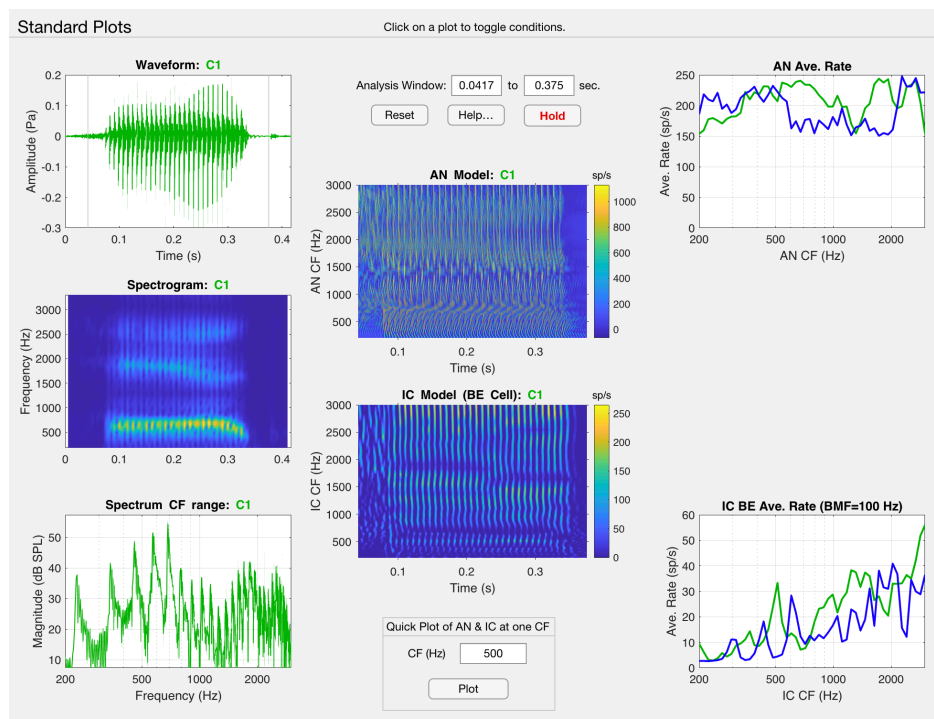 Standard Plots
Click on a plot to toggle conditions.
Waveform: C1
Amplitude (Pa)
0.2
0.1
0
-0.1
-0.2
-0.3
0 0.1 0.2 0.3 0.4
Time (s)
Analysis Window: 0.0417 to 0.375 sec.
Reset Help... Hold
AN Ave. Rate
Ave. Rate (sp/s)
250
200
150
100
50
0
200 500 1000 2000
AN CF (Hz)
AN Model: C1
sp/s
AN CF (Hz)
3000
2500
2000
1500
1000
500
0.1 0.2 0.3
Time (s)
1000
800
600
400
200
0
Spectrogram: C1
Frequency (Hz)
3000
2500
2000
1500
1000
500
0 0.1 0.2 0.3 0.4
IC Model (BE Cell): C1
sp/s
IC CF (Hz)
3000
2500
2000
1500
1000
500
0.1 0.2 0.3
Time (s)
250
200
150
100
50
0
Spectrum CF range: C1
Magnitude (dB SPL)
50
40
30
20
10
200 500 1000 2000
Frequency (Hz)
Quick Plot of AN & IC at one CF
CF (Hz) 500
Plot
IC BE Ave. Rate (BMF=100 Hz)
Ave. Rate (sp/s)
60
50
40
30
20
10
0
200 500 1000 2000
IC CF (Hz)